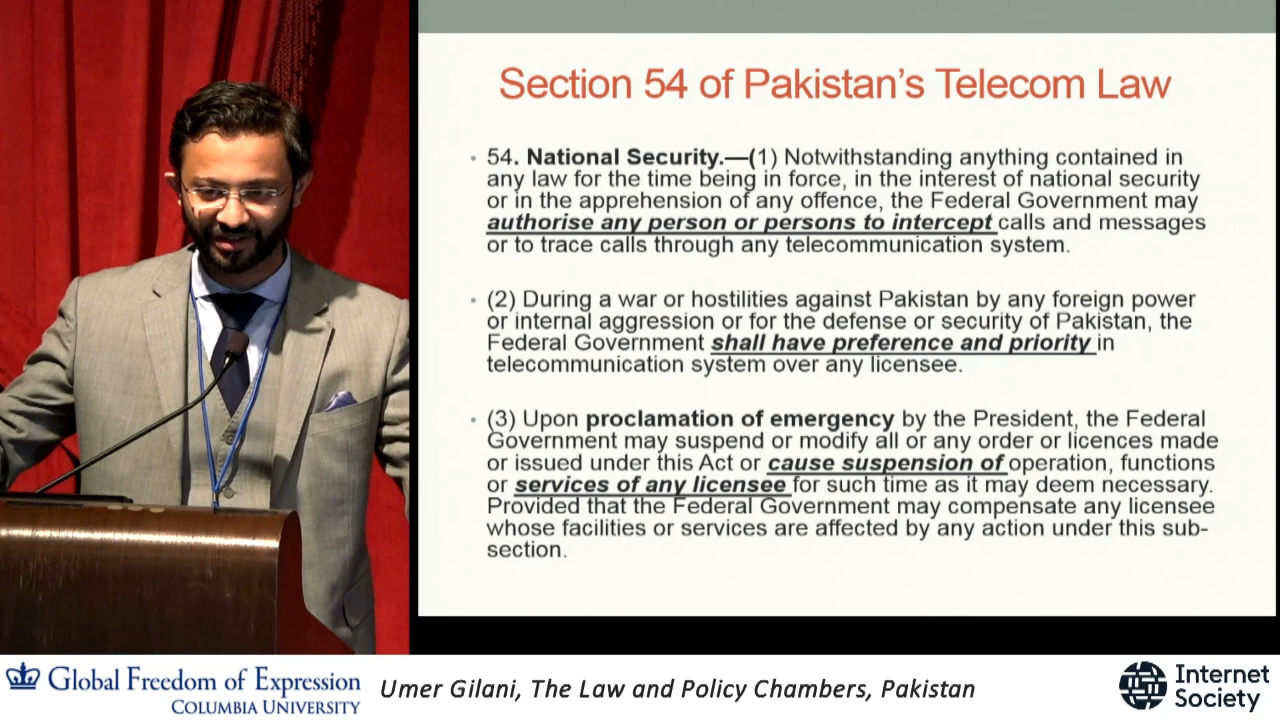 Section 54 of Pakistan's Telecom Law
• 54. National Security.—(1) Notwithstanding anything contained in
any law for the time being in force, in the interest of national security
or in the apprehension of any offence, the Federal Government may
authorise any person or persons to intercept calls and messages
or to trace calls through any telecommunication system.
• (2) During a war or hostilities against Pakistan by any foreign power
or internal aggression or for the defense or security of Pakistan, the
Federal Government shall have preference and priority in
telecommunication system over any licensee.
• (3) Upon proclamation of emergency by the President, the Federal
Government may suspend or modify all or any order or licences made
or issued under this Act or cause suspension of operation, functions
or services of any licensee for such time as it may deem necessary.
Provided that the Federal Government may compensate any licensee
whose facilities or services are affected by any action under this sub-
section.
Global Freedom of Expression
COLUMBIA UNIVERSITY
Umer Gilani, The Law and Policy Chambers, Pakistan
Internet
Society